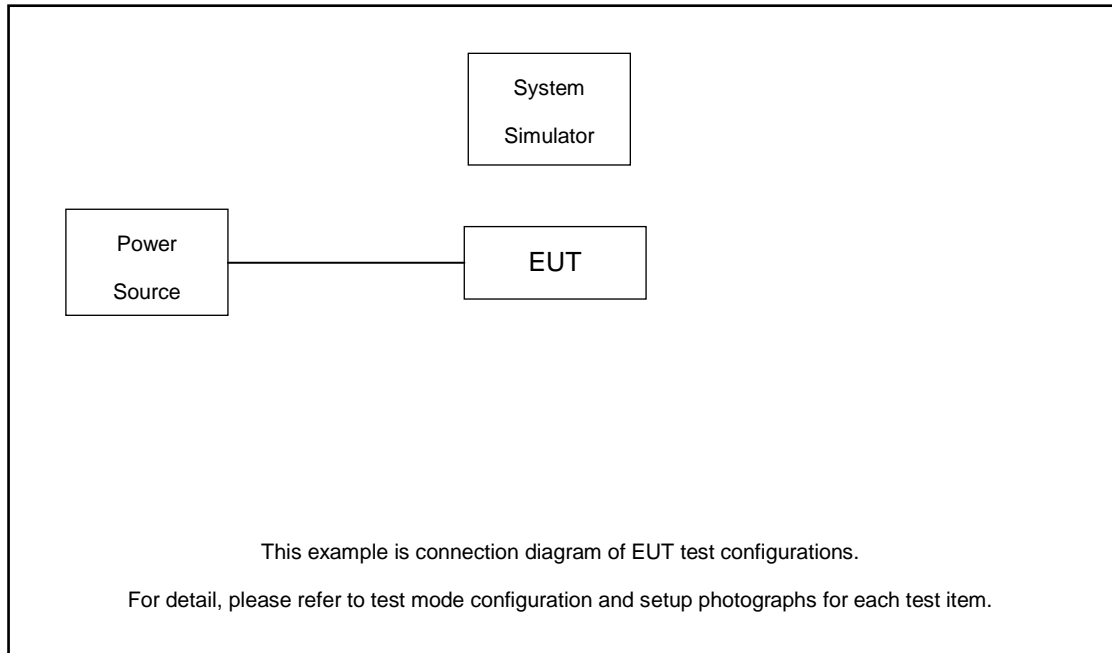 System
Simulator
Power
Source
EUT
This example is connection diagram of EUT test configurations.
For detail, please refer to test mode configuration and setup photographs for each test item.